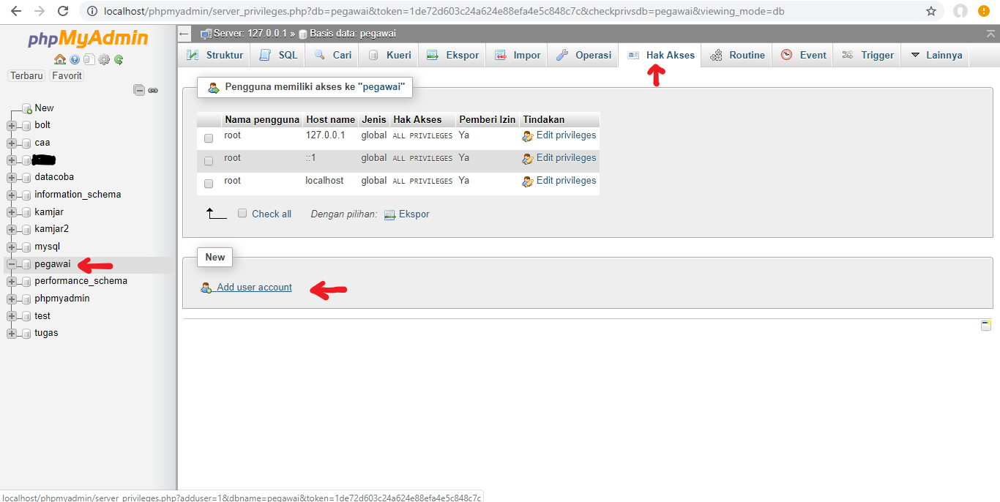 localhost/phpmyadmin/server_privileges.php?db=pegawai&token=1de72d603c24a624e88efa4e5c848c7c&checkprivsdb=pegawai&viewing_mode=db
phpMyAdmin
Terbaru Favorit
New
bolt
caa
datacoba
information_schema
kamjar
kamjar2
mysql
pegawai
performance_schema
phpmyadmin
test
tugas
Server: 127.0.0.1 » Basis data: pegawai
Struktur SQL Cari Kueri Ekspor Impor Operasi Hak Akses Routine Event Trigger Lainnya
Pengguna memiliki akses ke "pegawai"
Nama pengguna Host name Jenis Hak Akses Pemberi Izin Tindakan
root 127.0.0.1 global ALL PRIVILEGES Ya Edit privileges
root ::1 global ALL PRIVILEGES Ya Edit privileges
root localhost global ALL PRIVILEGES Ya Edit privileges
Check all Dengan pilihan: Ekspor
New
Add user account
localhost/phpmyadmin/server_privileges.php?adduser=1&dbname=pegawai&token=1de72d603c24a624e88efa4e5c848c7c